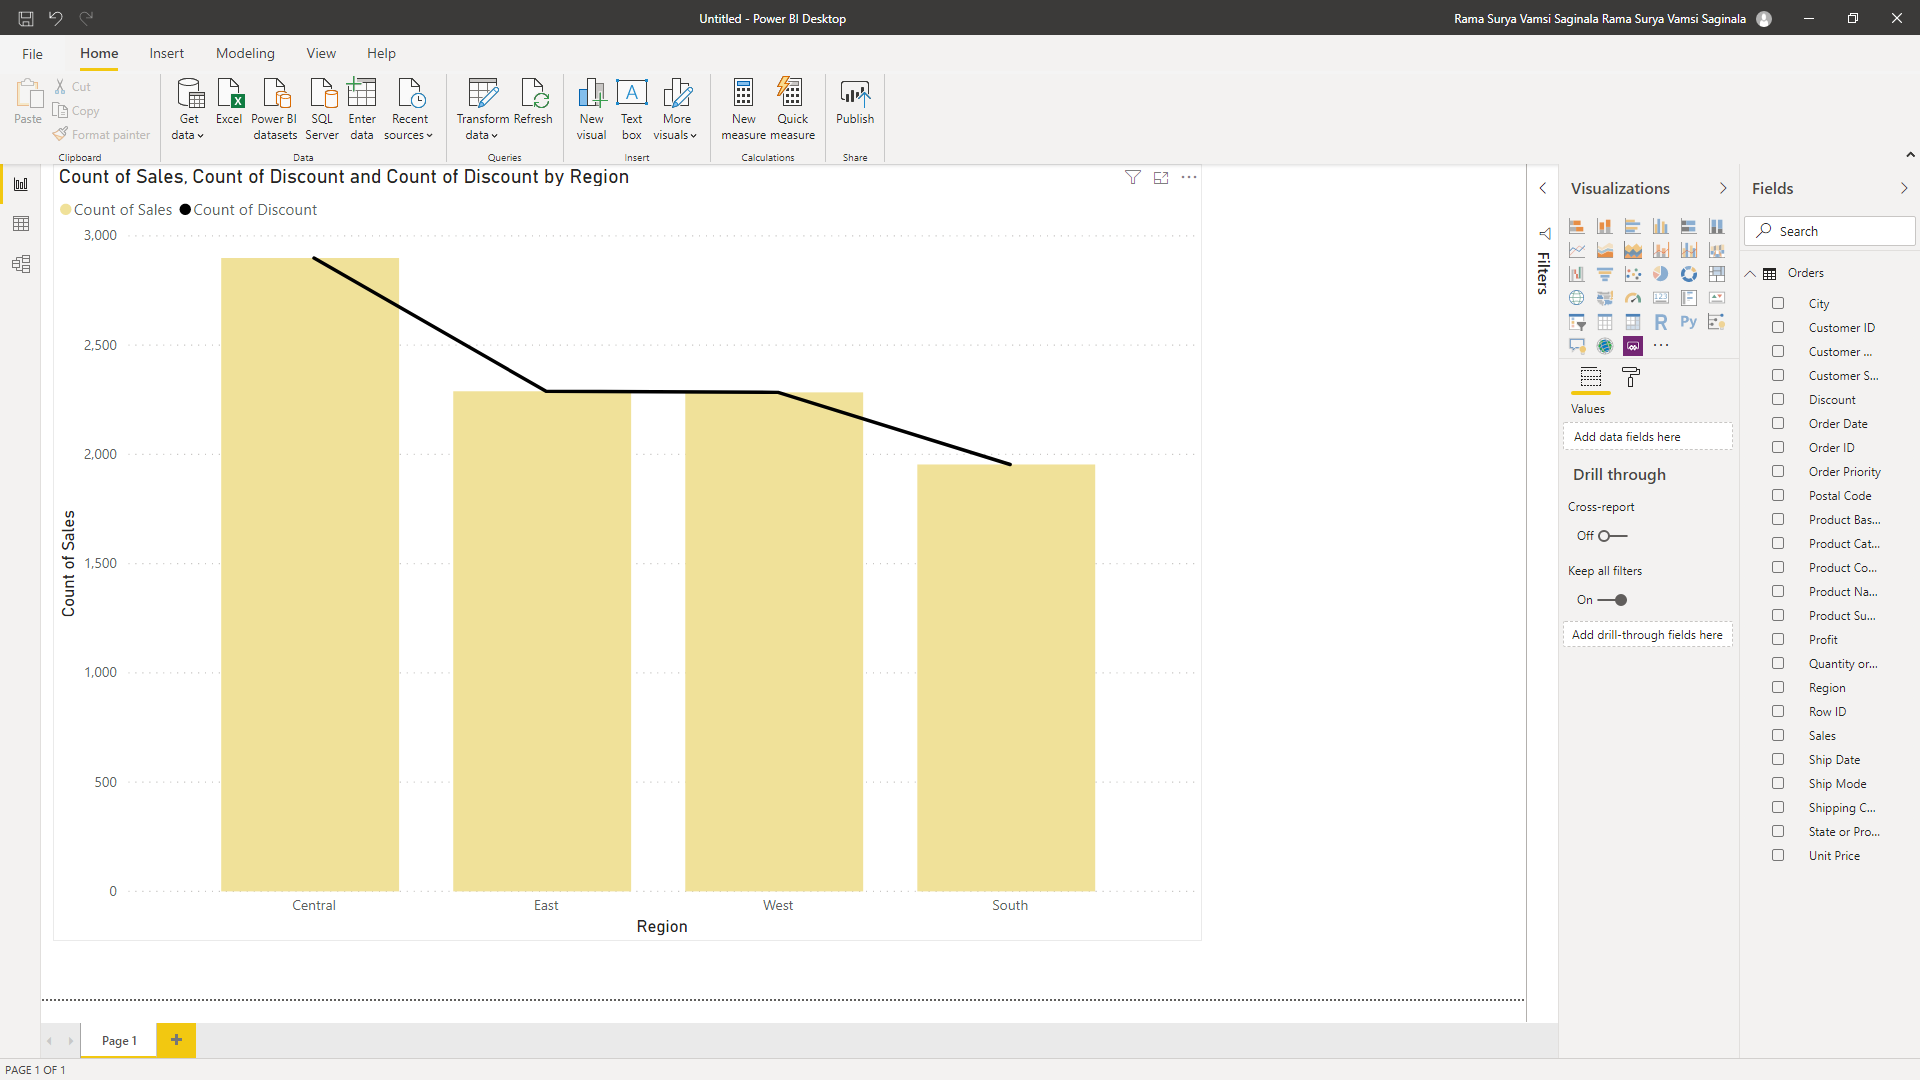 Untitled - Power BI Desktop
Rama Surya Vamsi Saginala Rama Surya Vamsi Saginala
File Home Insert Modeling View Help
Paste
Cut
Copy
Format painter
Clipboard
Get data
Excel
Power BI datasets
SQL Server
Enter data
Recent sources
Data
Transform data
Refresh
Queries
New visual
A
Text box
More visuals
Insert
New measure
Quick measure
Calculations
Publish
Share
Count of Sales, Count of Discount and Count of Discount by Region
Count of Sales Count of Discount
3,000
2,500
2,000
1,500
1,000
500
0
Count of Sales
Central East West South
Region
Filters
Visualizations
123
R
Py
Values
Add data fields here
Drill through
Cross-report
Off
Keep all filters
On
Add drill-through fields here
Fields
Search
Orders
City
Customer ID
Customer ...
Customer S...
Discount
Order Date
Order ID
Order Priority
Postal Code
Product Bas...
Product Cat...
Product Co...
Product Na...
Product Su...
Profit
Quantity or...
Region
Row ID
Sales
Ship Date
Ship Mode
Shipping C...
State or Pro...
Unit Price
Page 1
PAGE 1 OF 1